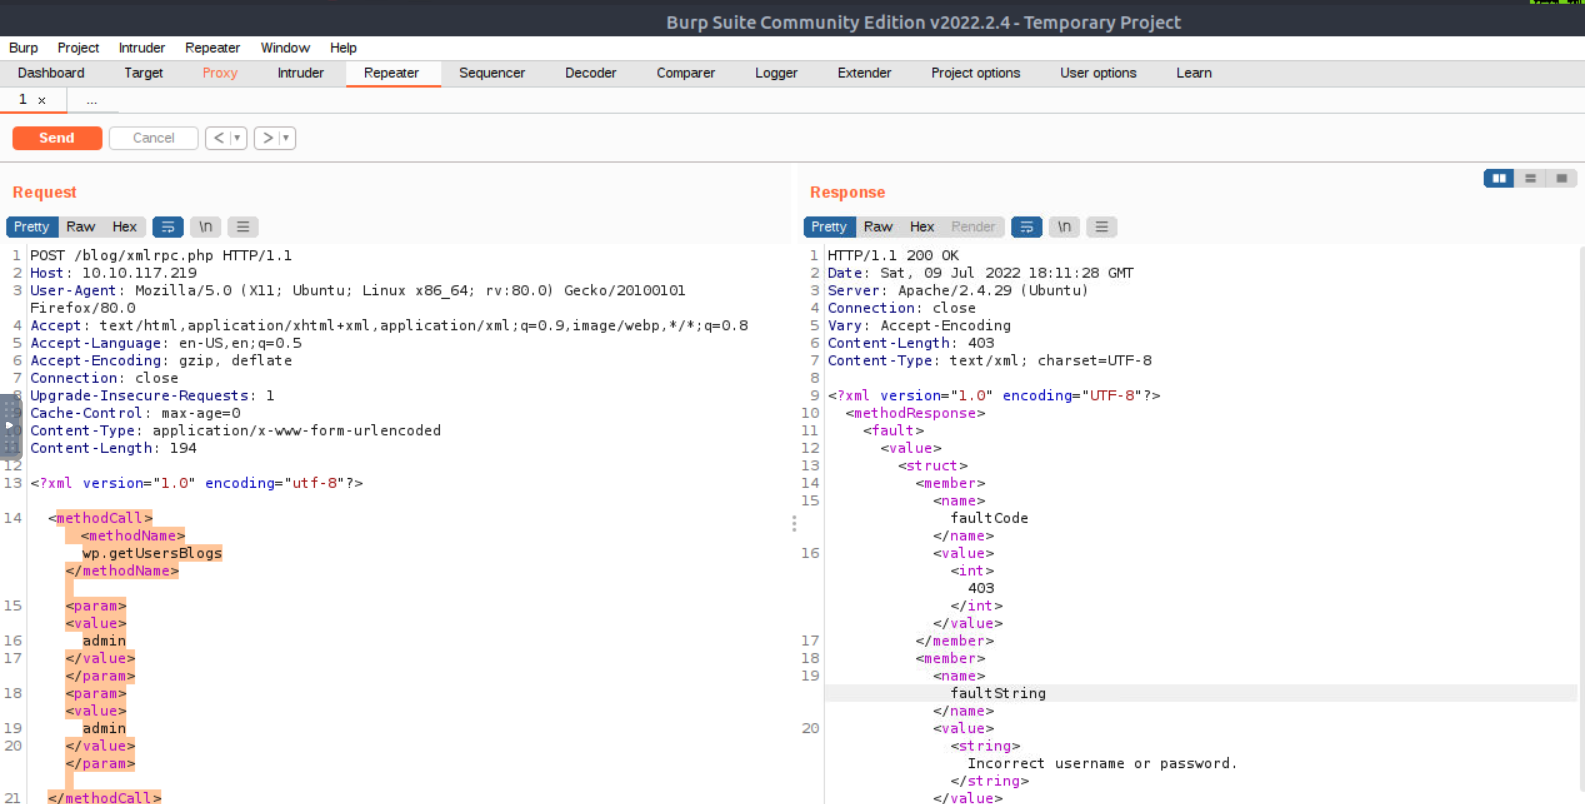 Burp Suite Community Edition v2022.2.4 - Temporary Project
Burp Project Intruder Repeater Window Help
Dashboard Target Proxy Intruder Repeater Sequencer Decoder Comparer Logger Extender Project options User options Learn
1 × ...
Send Cancel < > 
Request
Pretty Raw Hex \n
1 POST /blog/xmlrpc.php HTTP/1.1
2 Host: 10.10.117.219
3 User-Agent: Mozilla/5.0 (X11; Ubuntu; Linux x86_64; rv:80.0) Gecko/20100101
Firefox/80.0
4 Accept: text/html,application/xhtml+xml,application/xml;q=0.9,image/webp,*/*;q=0.8
5 Accept-Language: en-US,en;q=0.5
6 Accept-Encoding: gzip, deflate
7 Connection: close
8 Upgrade-Insecure-Requests: 1
Cache-Control: max-age=0
Content-Type: application/x-www-form-urlencoded
Content-Length: 194
12
13 <?xml version="1.0" encoding="utf-8"?>
14 <methodCall>
<methodName>
wp.getUsersBlogs
</methodName>
15 <param>
<value>
16 admin
17 </value>
</param>
18 <param>
<value>
19 admin
20 </value>
</param>
21 </methodCall>
Response
Pretty Raw Hex Render \n
1 HTTP/1.1 200 OK
2 Date: Sat, 09 Jul 2022 18:11:28 GMT
3 Server: Apache/2.4.29 (Ubuntu)
4 Connection: close
5 Vary: Accept-Encoding
6 Content-Length: 403
7 Content-Type: text/xml; charset=UTF-8
8
9 <?xml version="1.0" encoding="UTF-8"?>
10 <methodResponse>
11 <fault>
12 <value>
13 <struct>
14 <member>
15 <name>
faultCode
</name>
16 <value>
<int>
403
</int>
</value>
17 </member>
18 <member>
19 <name>
faultString
</name>
20 <value>
<string>
Incorrect username or password.
</string>
</value>